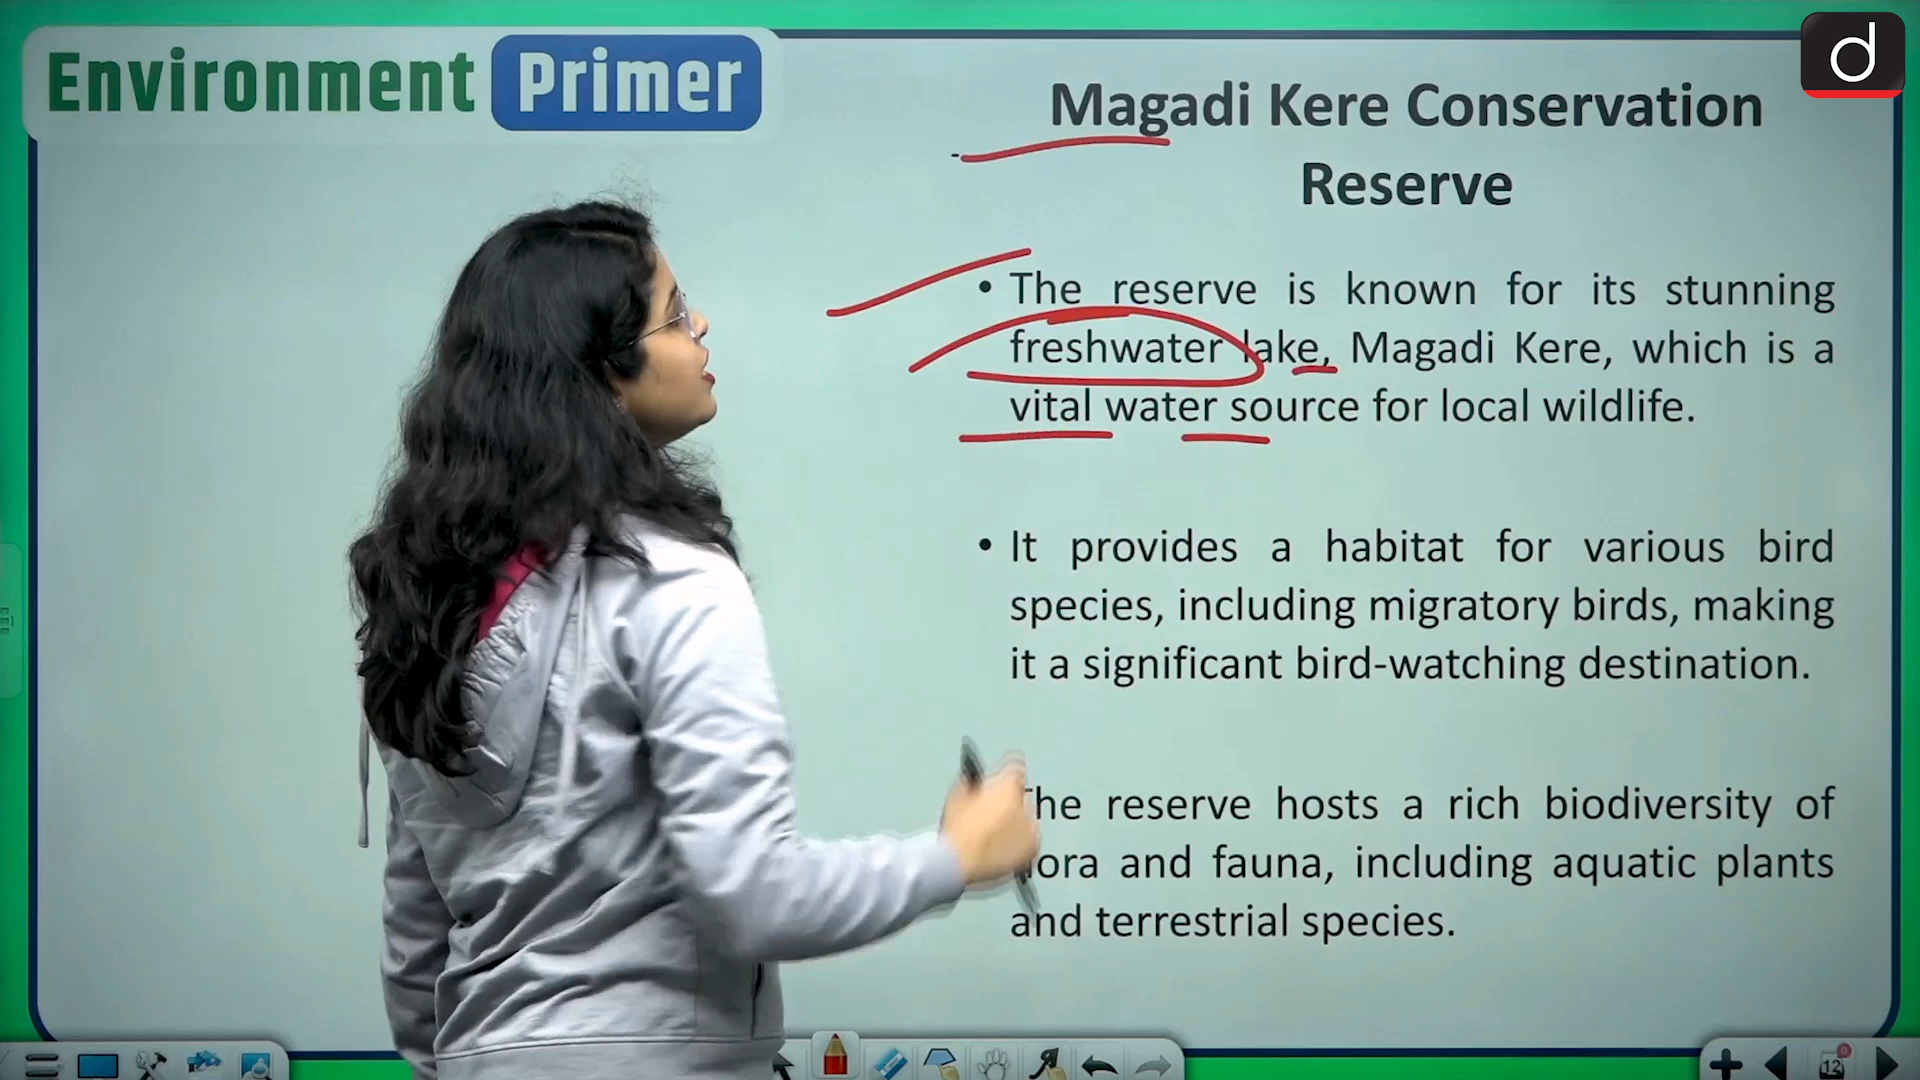 Environment Primer
d
Magadi Kere Conservation
Reserve
• The reserve is known for its stunning
freshwater lake, Magadi Kere, which is a
vital water source for local wildlife.
• It provides a habitat for various bird
species, including migratory birds, making
it a significant bird-watching destination.
The reserve hosts a rich biodiversity of
and fauna, including aquatic plants
and terrestrial species.
12